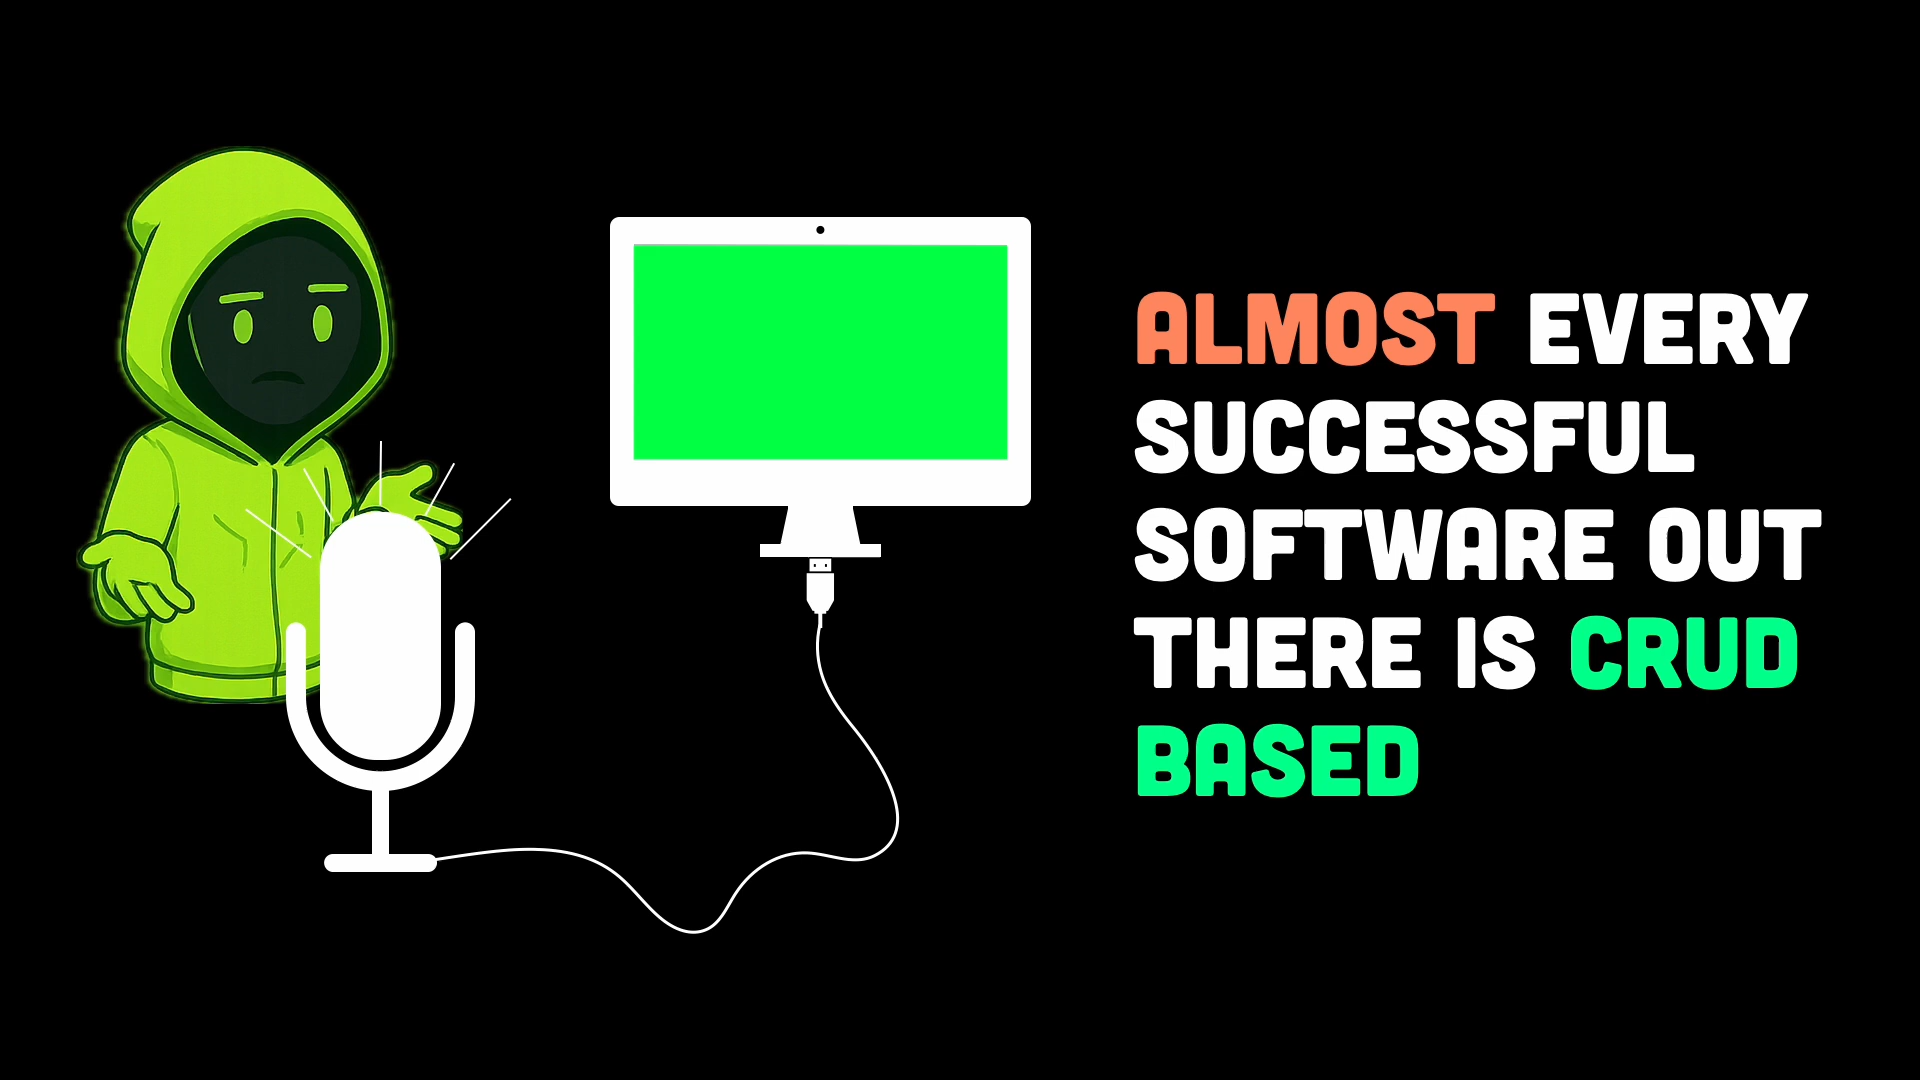 ALMOST EVERY
SUCCESSFUL
SOFTWARE OUT
THERE IS CRUD
BASED